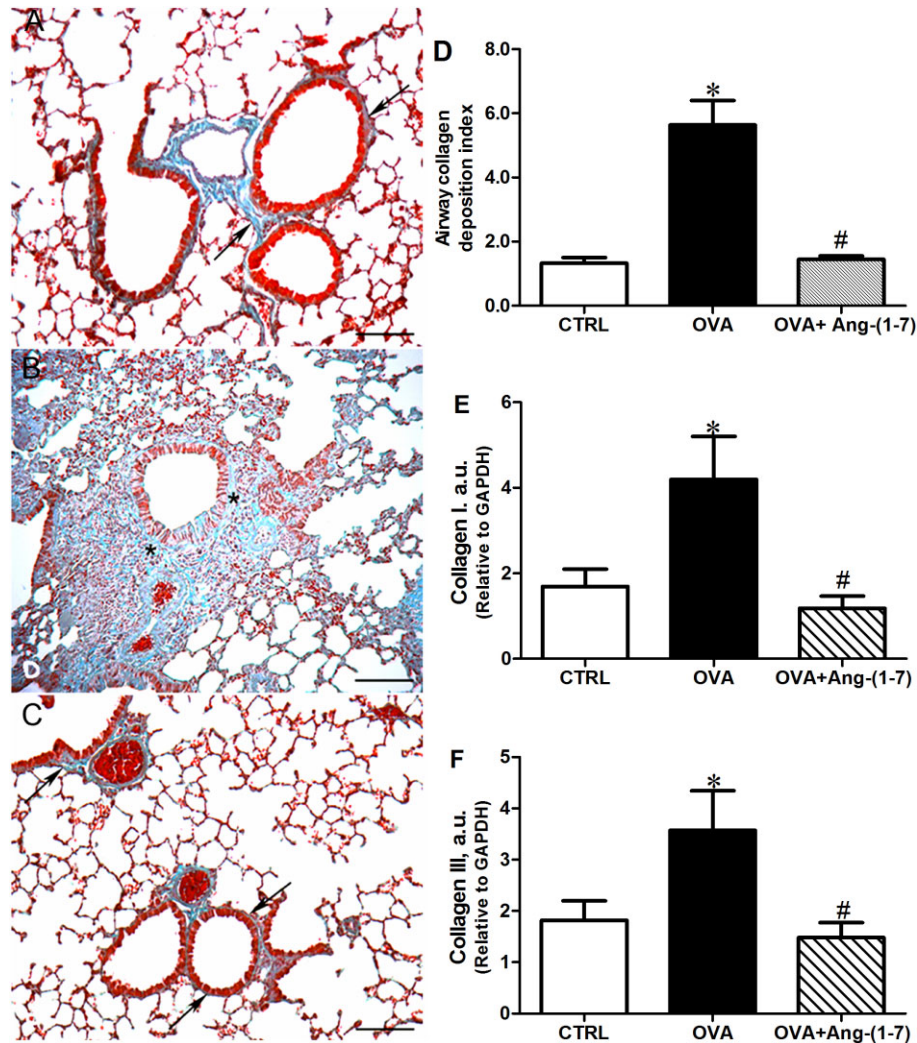 A
B
D
C
D
Airway collagen
deposition index
8.0
6.0
4.0
2.0
0.0
*
#
CTRL
OVA
OVA+ Ang-(1-7)
E
Collagen I. a.u.
(Relative to GAPDH)
6
4
2
0
*
#
CTRL
OVA
OVA+Ang-(1-7)
F
Collagen III, a.u.
(Relative to GAPDH)
5
4
3
2
1
0
*
#
CTRL
OVA
OVA+Ang-(1-7)
*
*